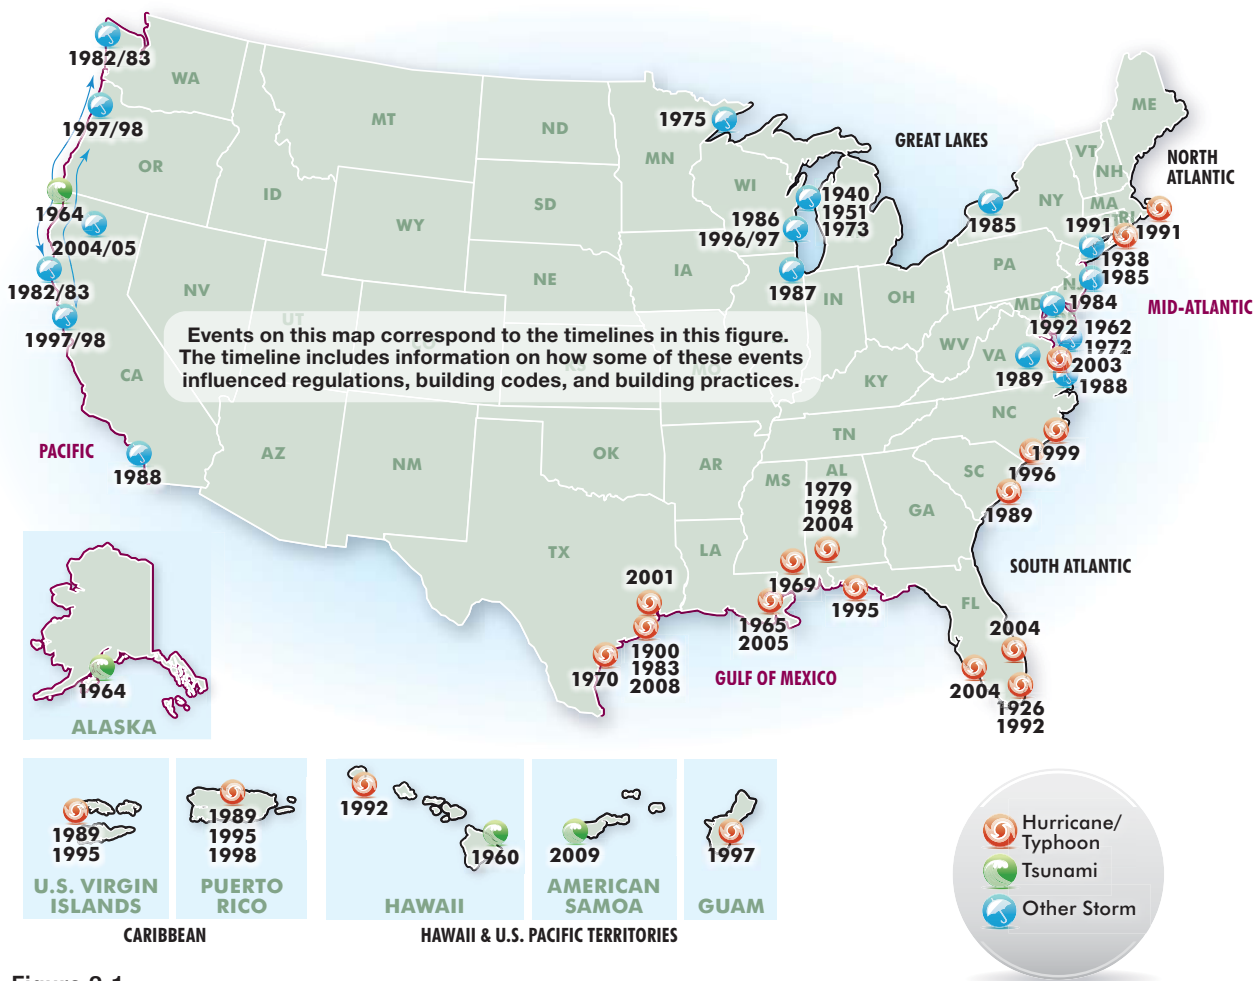 1982/83
WA
1997/98
OR
1964
2004/05
1982/83
1997/98
MT
ID
WY
NV
UT
CA
PACIFIC
1988
AZ
NM
ND
SD
NE
MN
1975
WI
1986
1996/97
1940
1951
1973
1987
IA
GREAT LAKES
IN
OH
Events on this map correspond to the timelines in this figure.
The timeline includes information on how some of these events
influenced regulations, building codes, and building practices.
KS
MO
OK
TX
AR
LA
MS
AL
1979
1998
2004
TN
KY
WV
VA
NC
SC
GA
FL
ME
VT
NH
NORTH
ATLANTIC
NY
MA
RI
1985
1991
1991
1938
1985
PA
NJ
MD
1984
MID-ATLANTIC
1992
1962
1972
2003
1989
1988
1999
1996
1989
SOUTH ATLANTIC
2001
1969
1995
1965
2005
1900
1983
2008
1970
GULF OF MEXICO
2004
2004
1926
1992
1964
ALASKA
1989
1995
U.S. VIRGIN
ISLANDS
1989
1995
1998
PUERTO
RICO
CARIBBEAN
1992
1960
HAWAII
2009
AMERICAN
SAMOA
1997
GUAM
HAWAII & U.S. PACIFIC TERRITORIES
Hurricane/
Typhoon
Tsunami
Other Storm